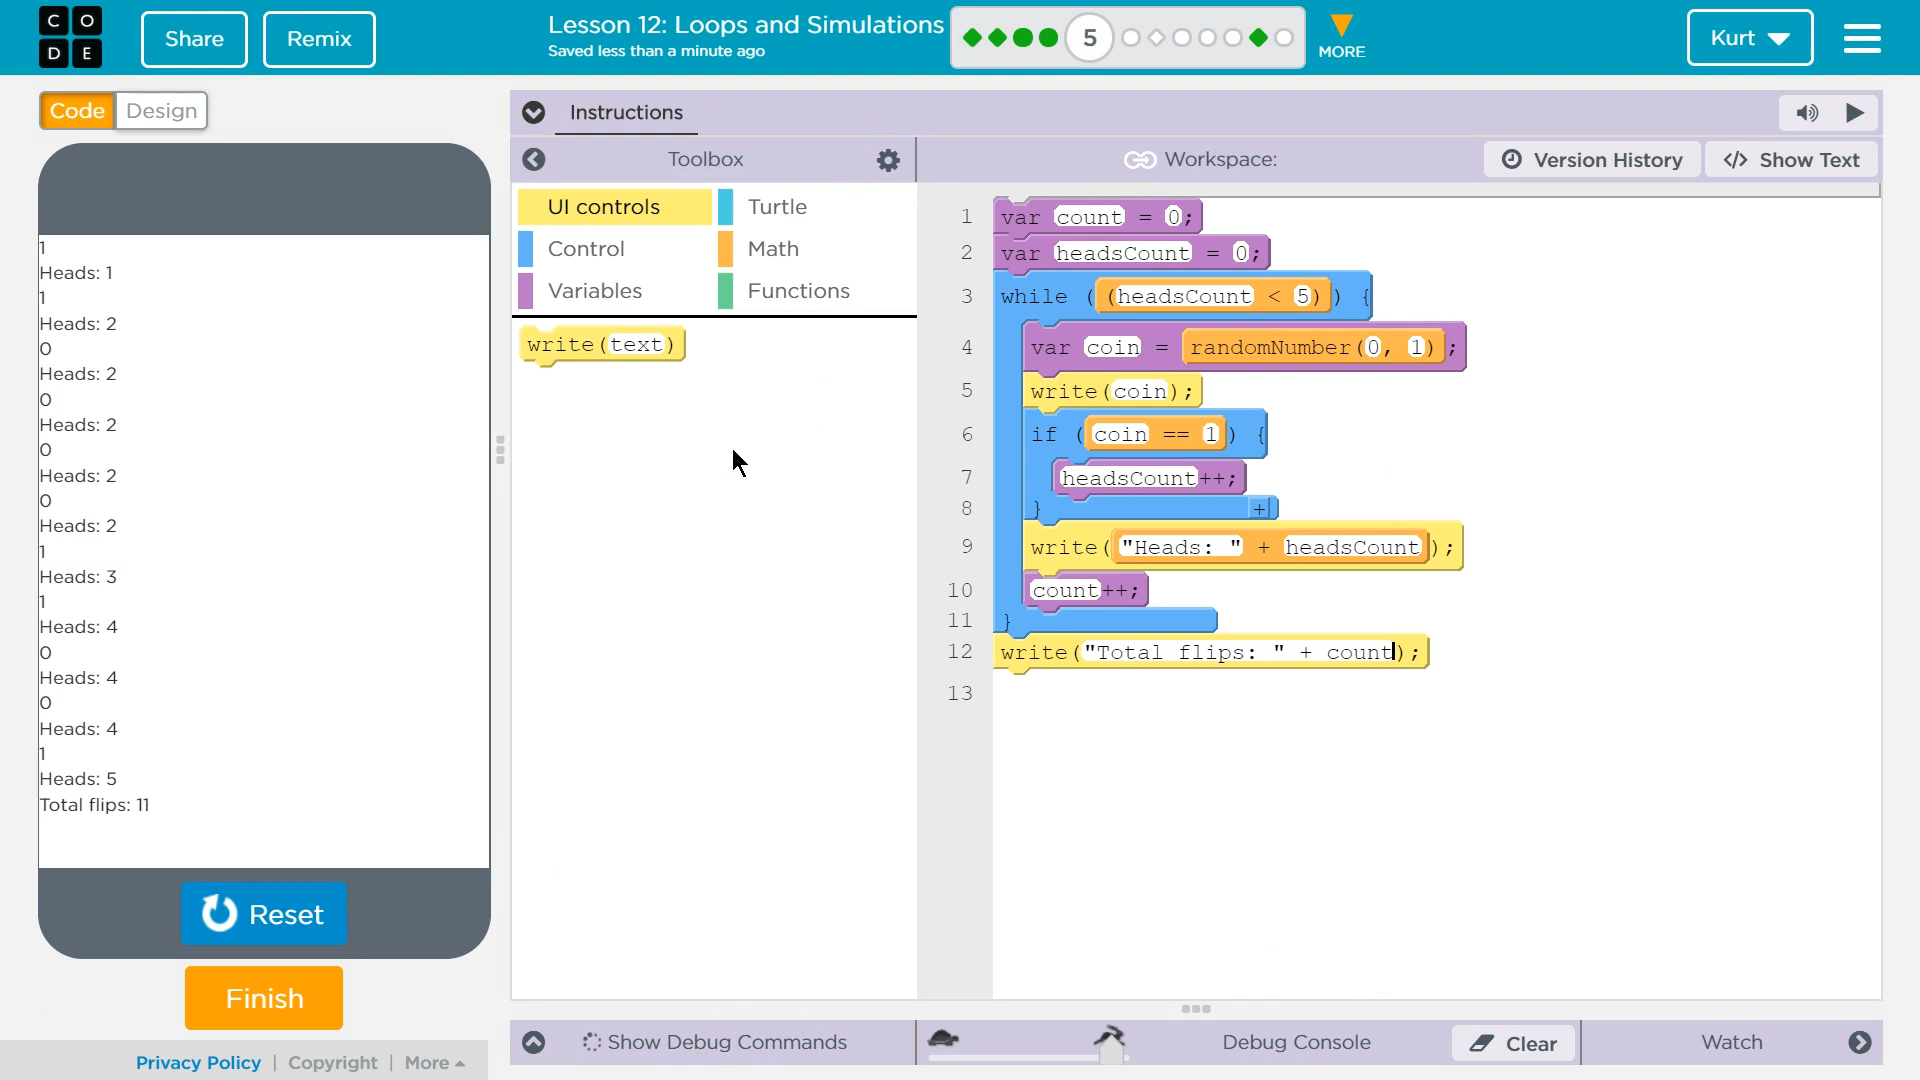 C O
D E
Share
Remix
Lesson 12: Loops and Simulations
Saved less than a minute ago
5
MORE
Kurt
Code
Design
Instructions
Toolbox
Workspace:
Version History
</> Show Text
UI controls
Turtle
Control
Math
Variables
Functions
write(text)
1
Heads: 1
1
Heads: 2
0
Heads: 2
0
Heads: 2
0
Heads: 2
0
Heads: 2
1
Heads: 3
1
Heads: 4
0
Heads: 4
0
Heads: 4
1
Heads: 5
Total flips: 11
Reset
Finish
1 var count = 0;
2 var headsCount = 0;
3 while ( (headsCount < 5) ) {
4 var coin = randomNumber(0, 1);
5 write(coin);
6 if ( coin == 1 ) {
7 headsCount++;
8 } +
9 write( "Heads: " + headsCount );
10 count++;
11 }
12 write("Total flips: " + count);
13
Show Debug Commands
Debug Console
Clear
Watch
Privacy Policy | Copyright | More